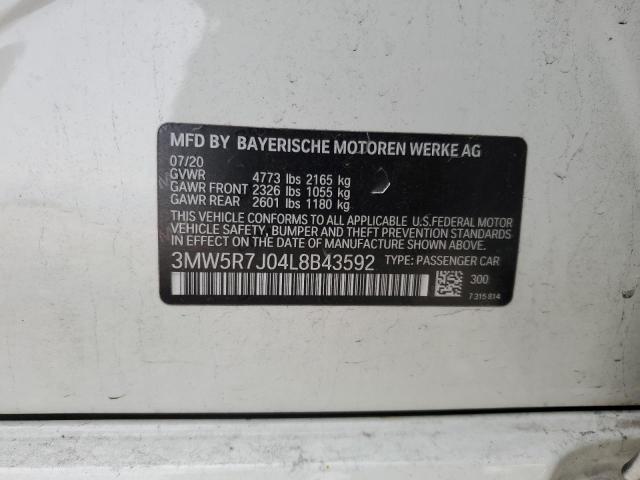 MFD BY BAYERISCHE MOTOREN WERKE AG
07/20
GVWR 4773 lbs 2165 kg
GAWR FRONT 2326 lbs 1055 kg
GAWR REAR 2601 lbs 1180 kg
THIS VEHICLE CONFORMS TO ALL APPLICABLE U.S.FEDERAL MOTOR
VEHICLE SAFETY, BUMPER AND THEFT PREVENTION
STANDARDS IN EFFECT ON THE DATE OF MANUFACTURE SHOWN ABOVE.
3MW5R7J04L8B43592 TYPE: PASSENGER CAR
300
7 315 814